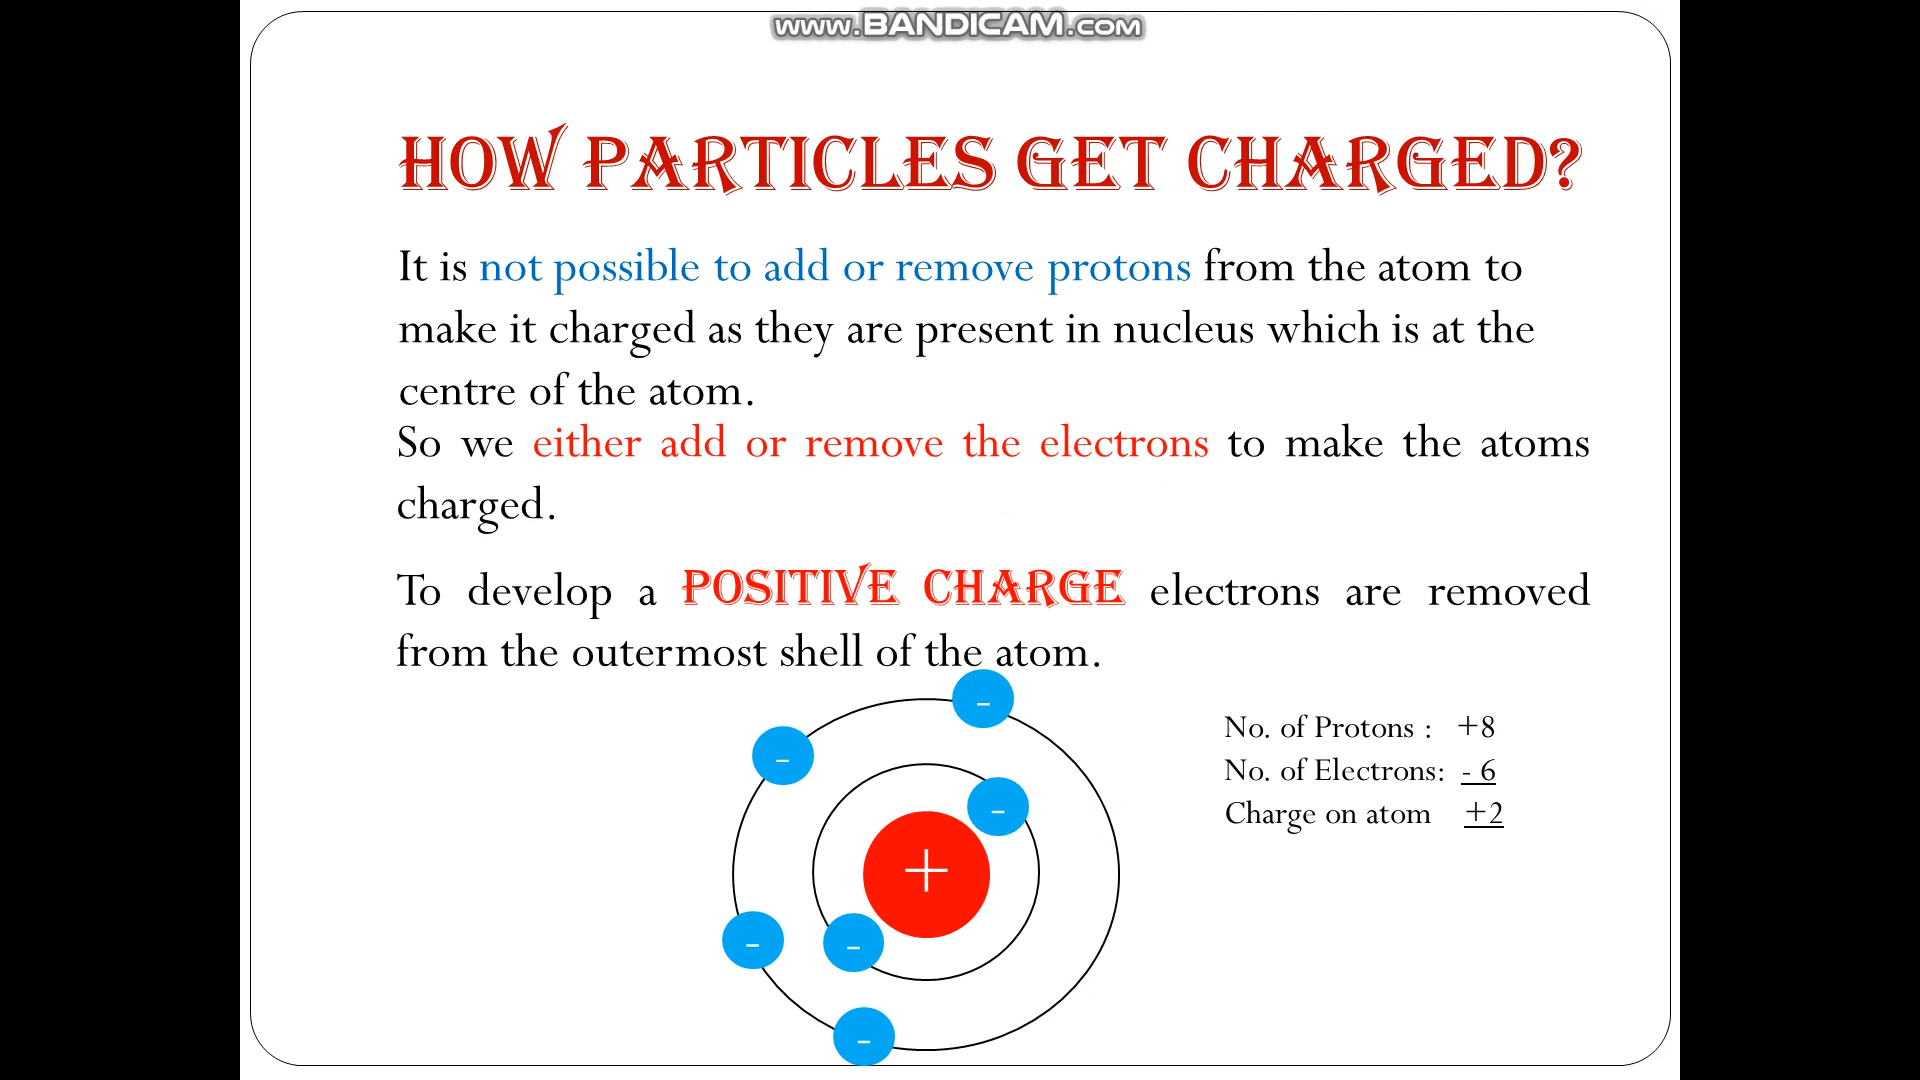 www.BANDICAM.com
HOW PARTICLES GET CHARGED?
It is not possible to add or remove protons from the atom to
make it charged as they are present in nucleus which is at the
centre of the atom.
So we either add or remove the electrons to make the atoms
charged.
To develop a POSITIVE CHARGE electrons are removed
from the outermost shell of the atom.
-
-
-
+
-
-
-
No. of Protons : +8
No. of Electrons: - 6
Charge on atom +2